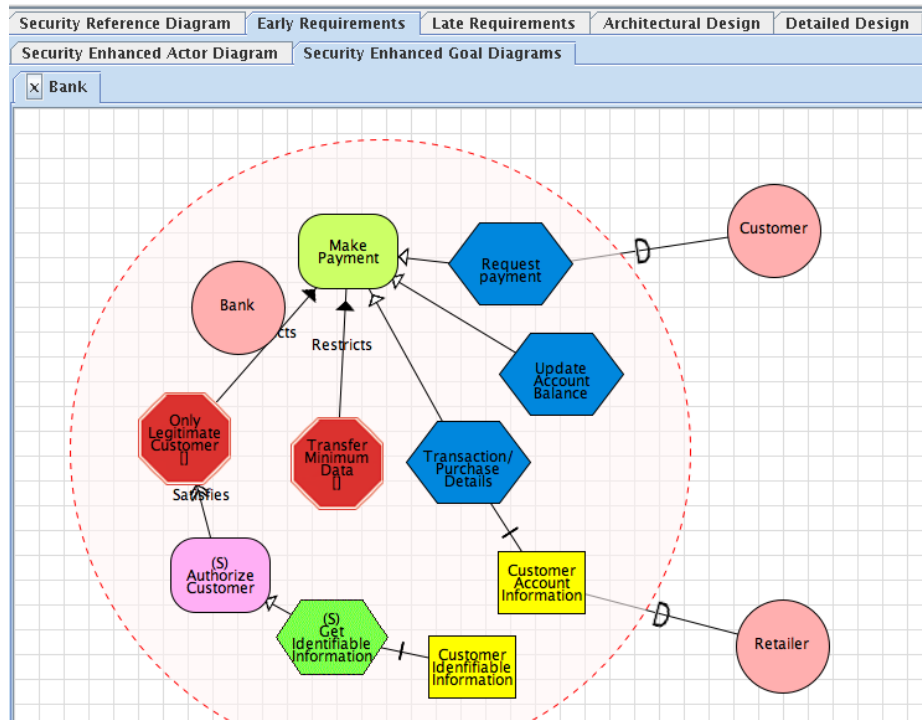 Security Reference Diagram Early Requirements Late Requirements Architectural Design Detailed Design
Security Enhanced Actor Diagram Security Enhanced Goal Diagrams
x Bank
Make
Payment
Request
payment
Customer
Bank
cts
Restricts
Update
Account
Balance
Only
Legitimate
Customer
[]
Transfer
Minimum
Data
[]
Transaction/
Purchase
Details
Satisfies
(S)
Authorize
Customer
Customer
Account
Information
(S)
Get
Identifiable
Information
Customer
Identifiable
Information
Retailer
D
D